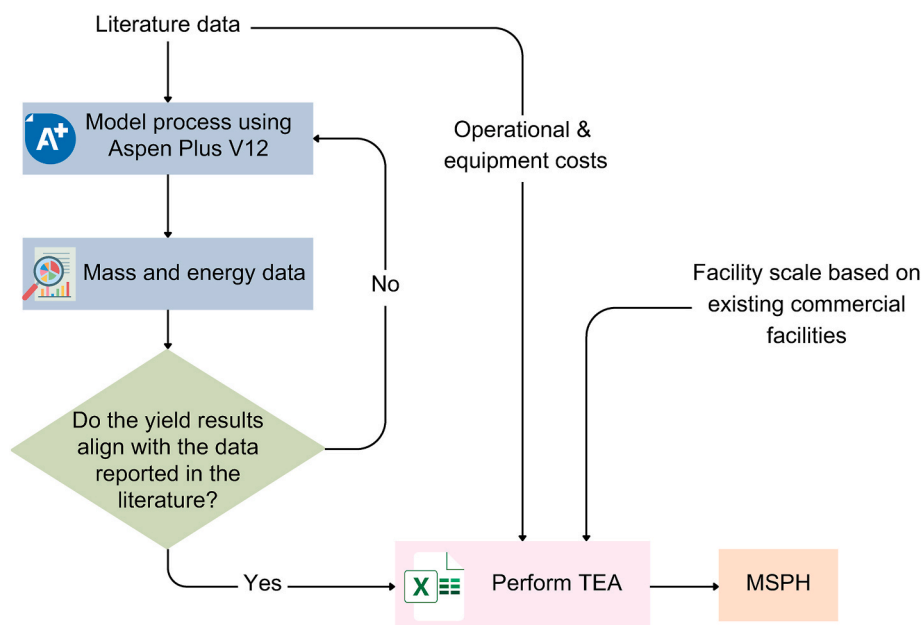 Literature data
A+
Model process using
Aspen Plus V12
Operational &
equipment costs
Mass and energy data
No
Facility scale based on
existing commercial
facilities
Do the yield results
align with the data
reported in the
literature?
Yes
X
Perform TEA
MSPH